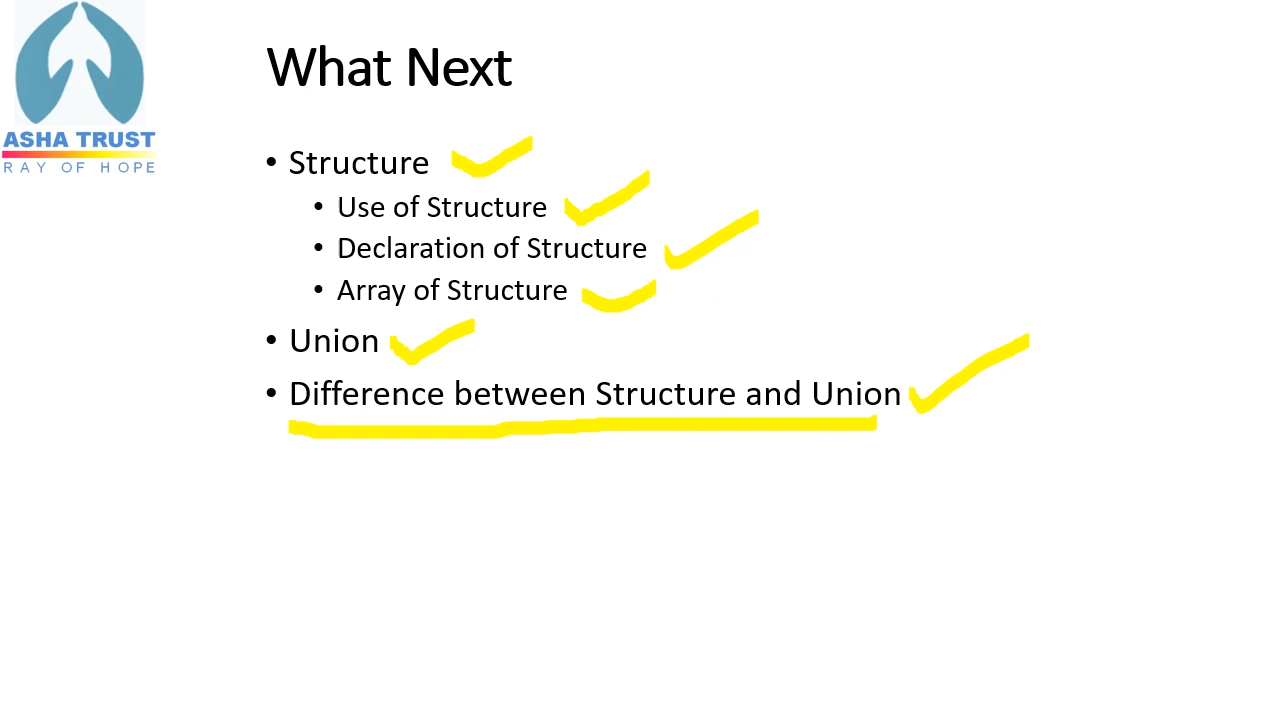 ASHA TRUST
RAY OF HOPE
What Next
• Structure
• Use of Structure
• Declaration of Structure
• Array of Structure
• Union
• Difference between Structure and Union